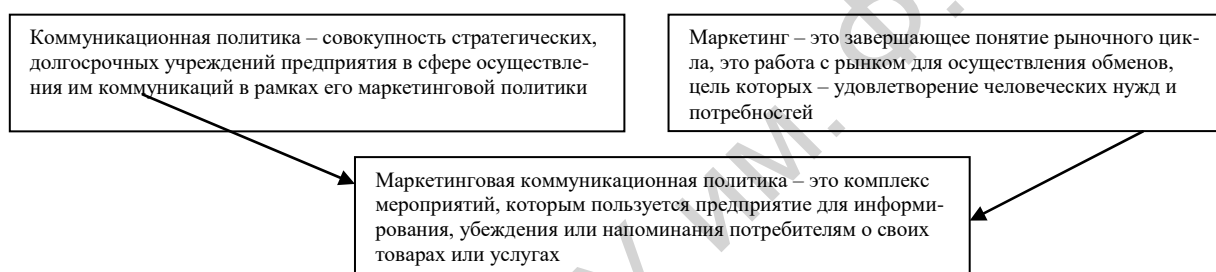 Коммуникационная политика – совокупность стратегических,
долгосрочных учреждений предприятия в сфере осуществле-
ния им коммуникаций в рамках его маркетинговой политики
Маркетинг – это завершающее понятие рыночного цик-
ла, это работа с рынком для осуществления обменов,
цель которых – удовлетворение человеческих нужд и
потребностей
Маркетинговая коммуникационная политика – это комплекс
мероприятий, которым пользуется предприятие для информи-
рования, убеждения или напоминания потребителям о своих
товарах или услугах
У им. Ф.